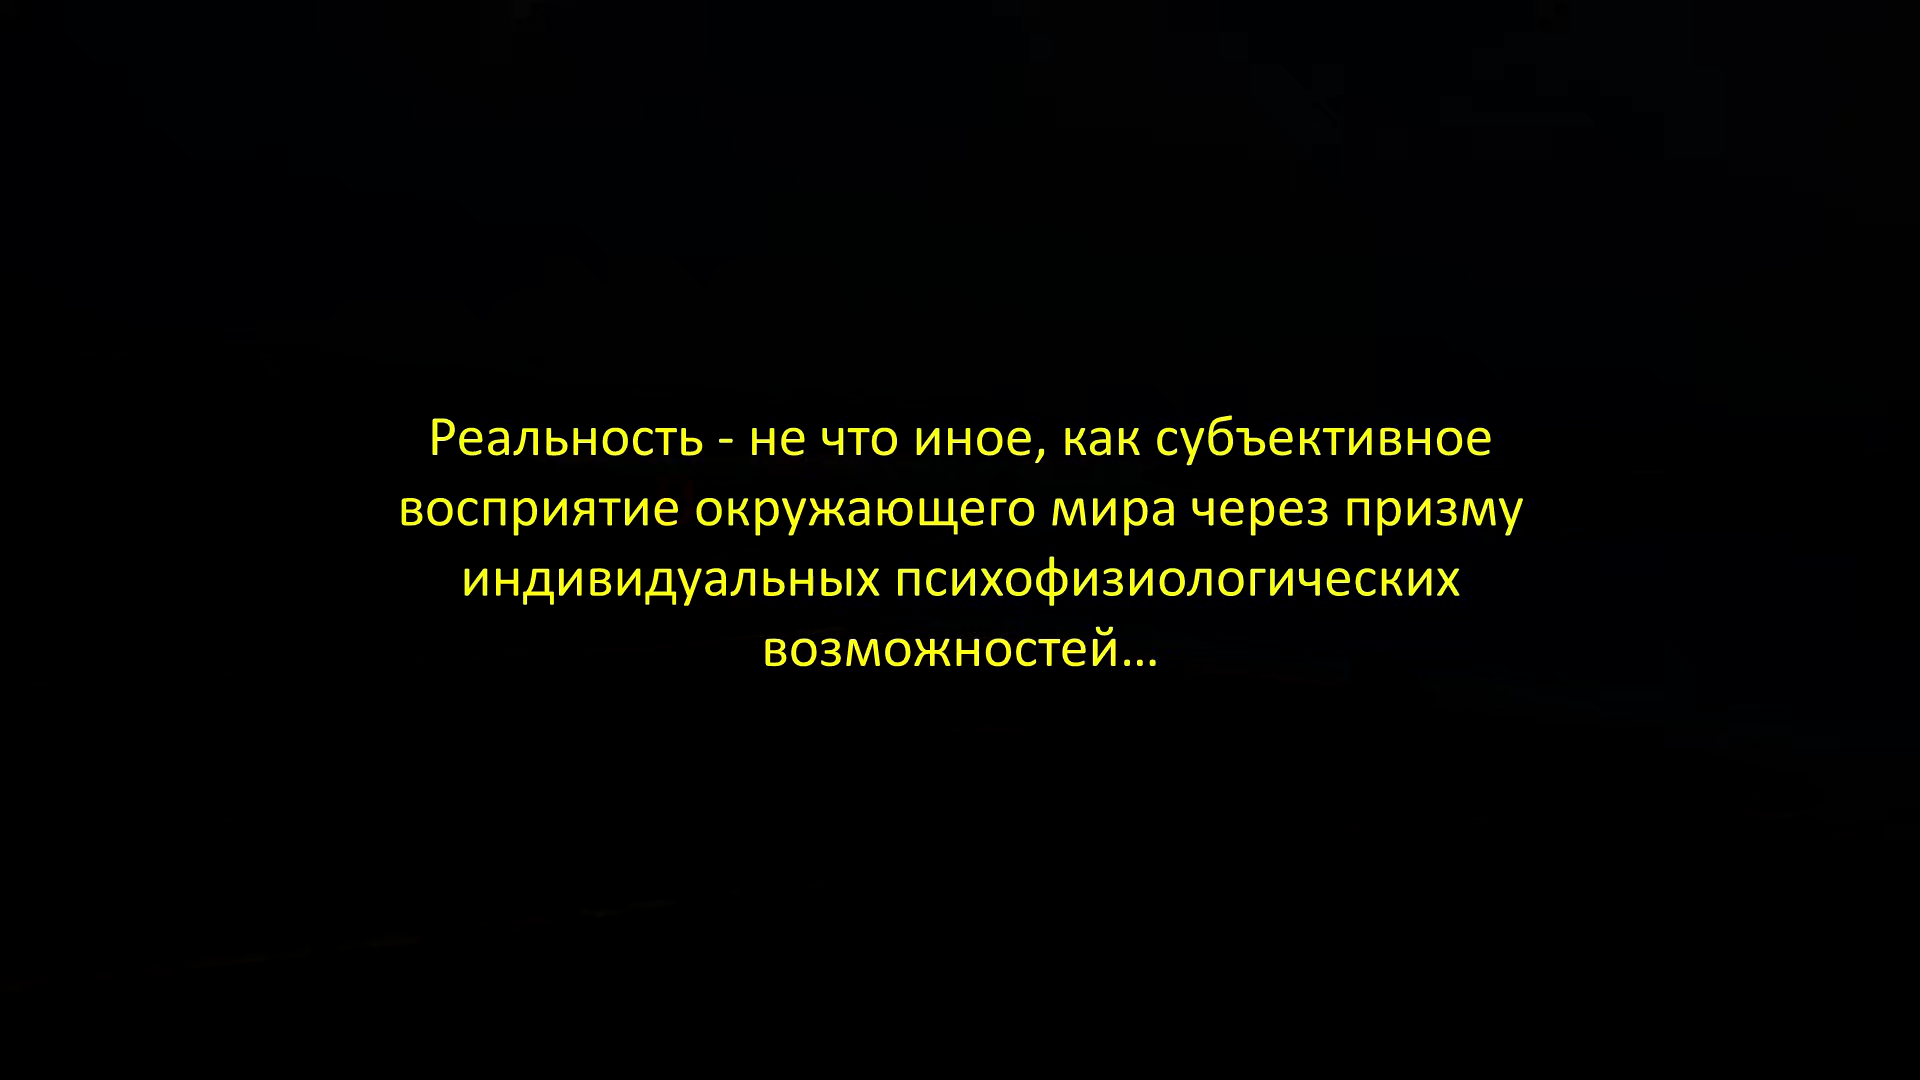 Реальность - не что иное, как субъективное
восприятие окружающего мира через призму
индивидуальных психофизиологических
возможностей...